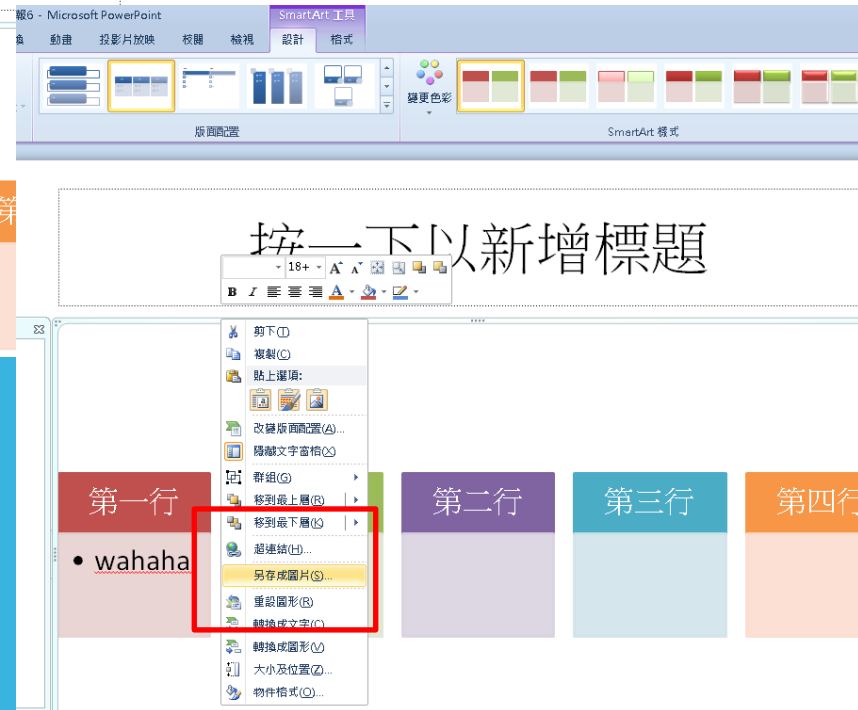 報6 - Microsoft PowerPoint
SmartArt 工具
動畫 投影片放映 校閱 檢視 設計 格式
變更色彩
版面配置
SmartArt 樣式
第
按一下以新增標題
18+
B I A
剪下(T)
複製(C)
貼上選項:
改變版面配置(A)...
隱藏文字窗格(X)
群組(G)
移到最上層(R)
移到最下層(K)
超連結(H)...
另存成圖片(S)...
重設圖形(R)
轉換成文字(C)
轉換成圖形(V)
大小及位置(Z)...
物件格式(O)...
第一行 第二行 第三行 第四行
• wahaha